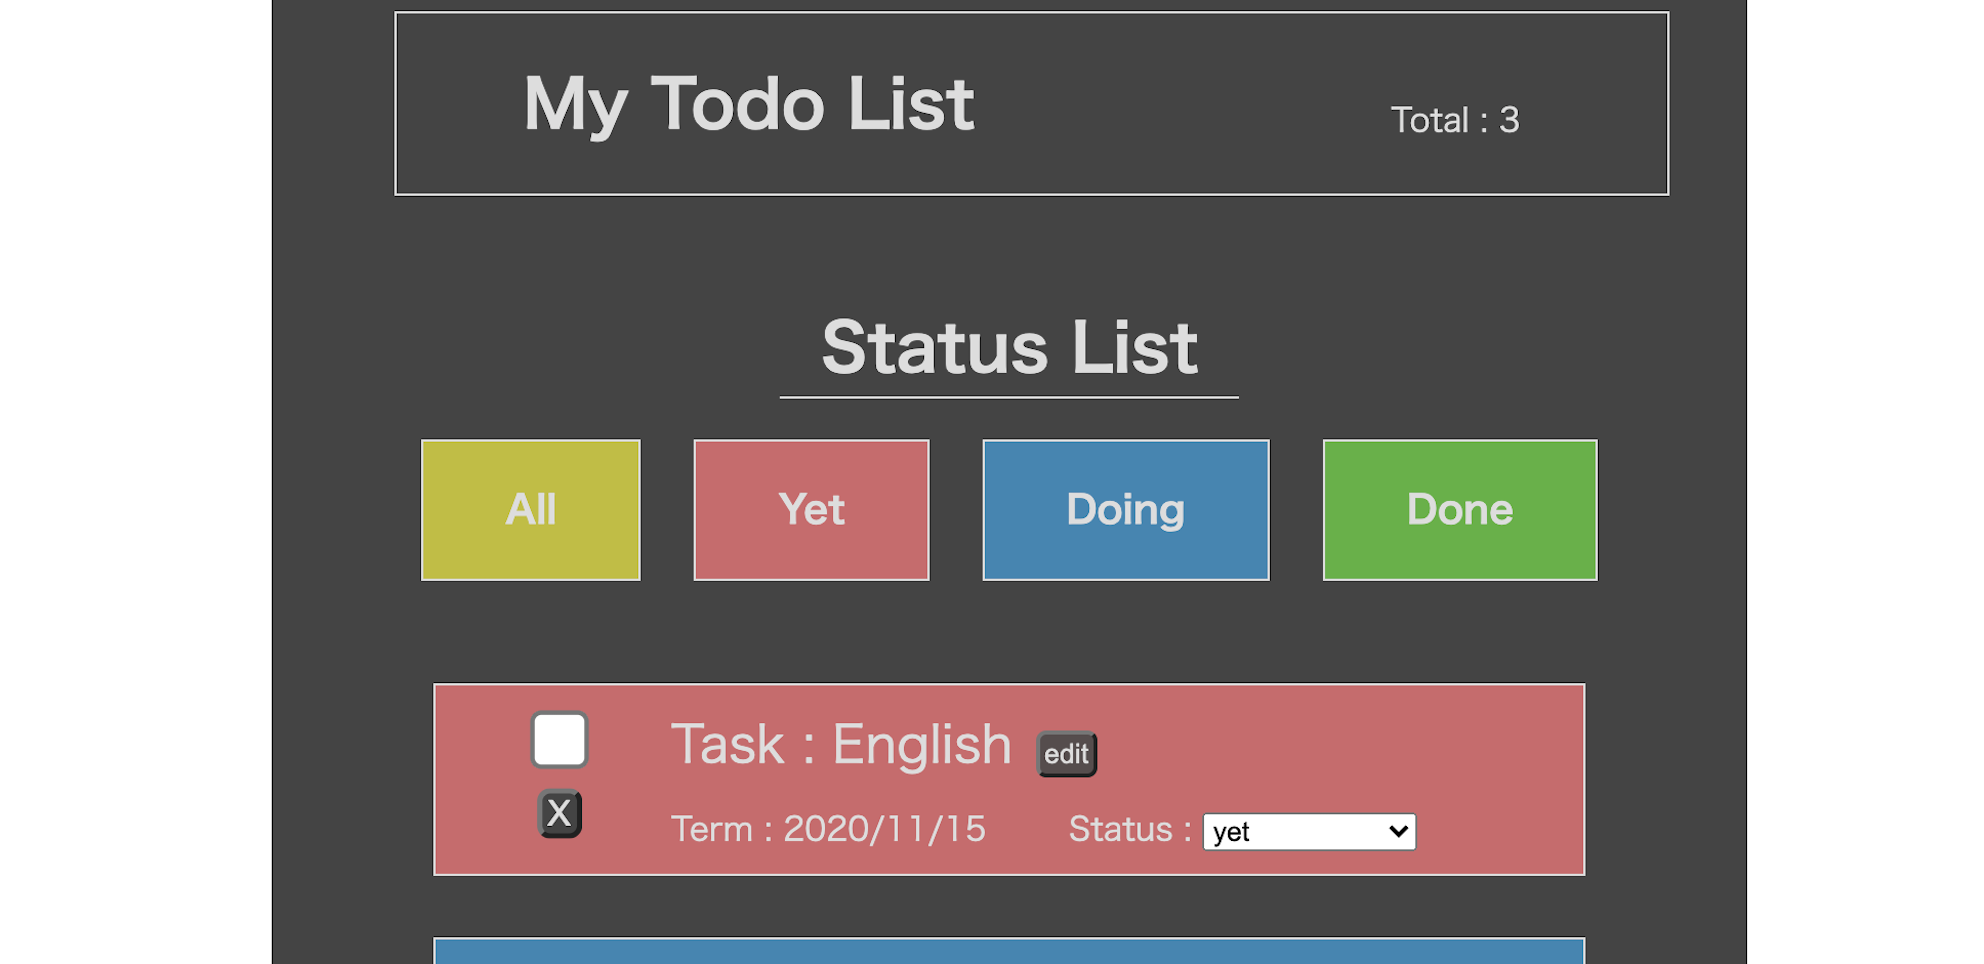 My Todo List
Total : 3
Status List
All
Yet
Doing
Done
Task : English edit
X
Term : 2020/11/15 Status : yet